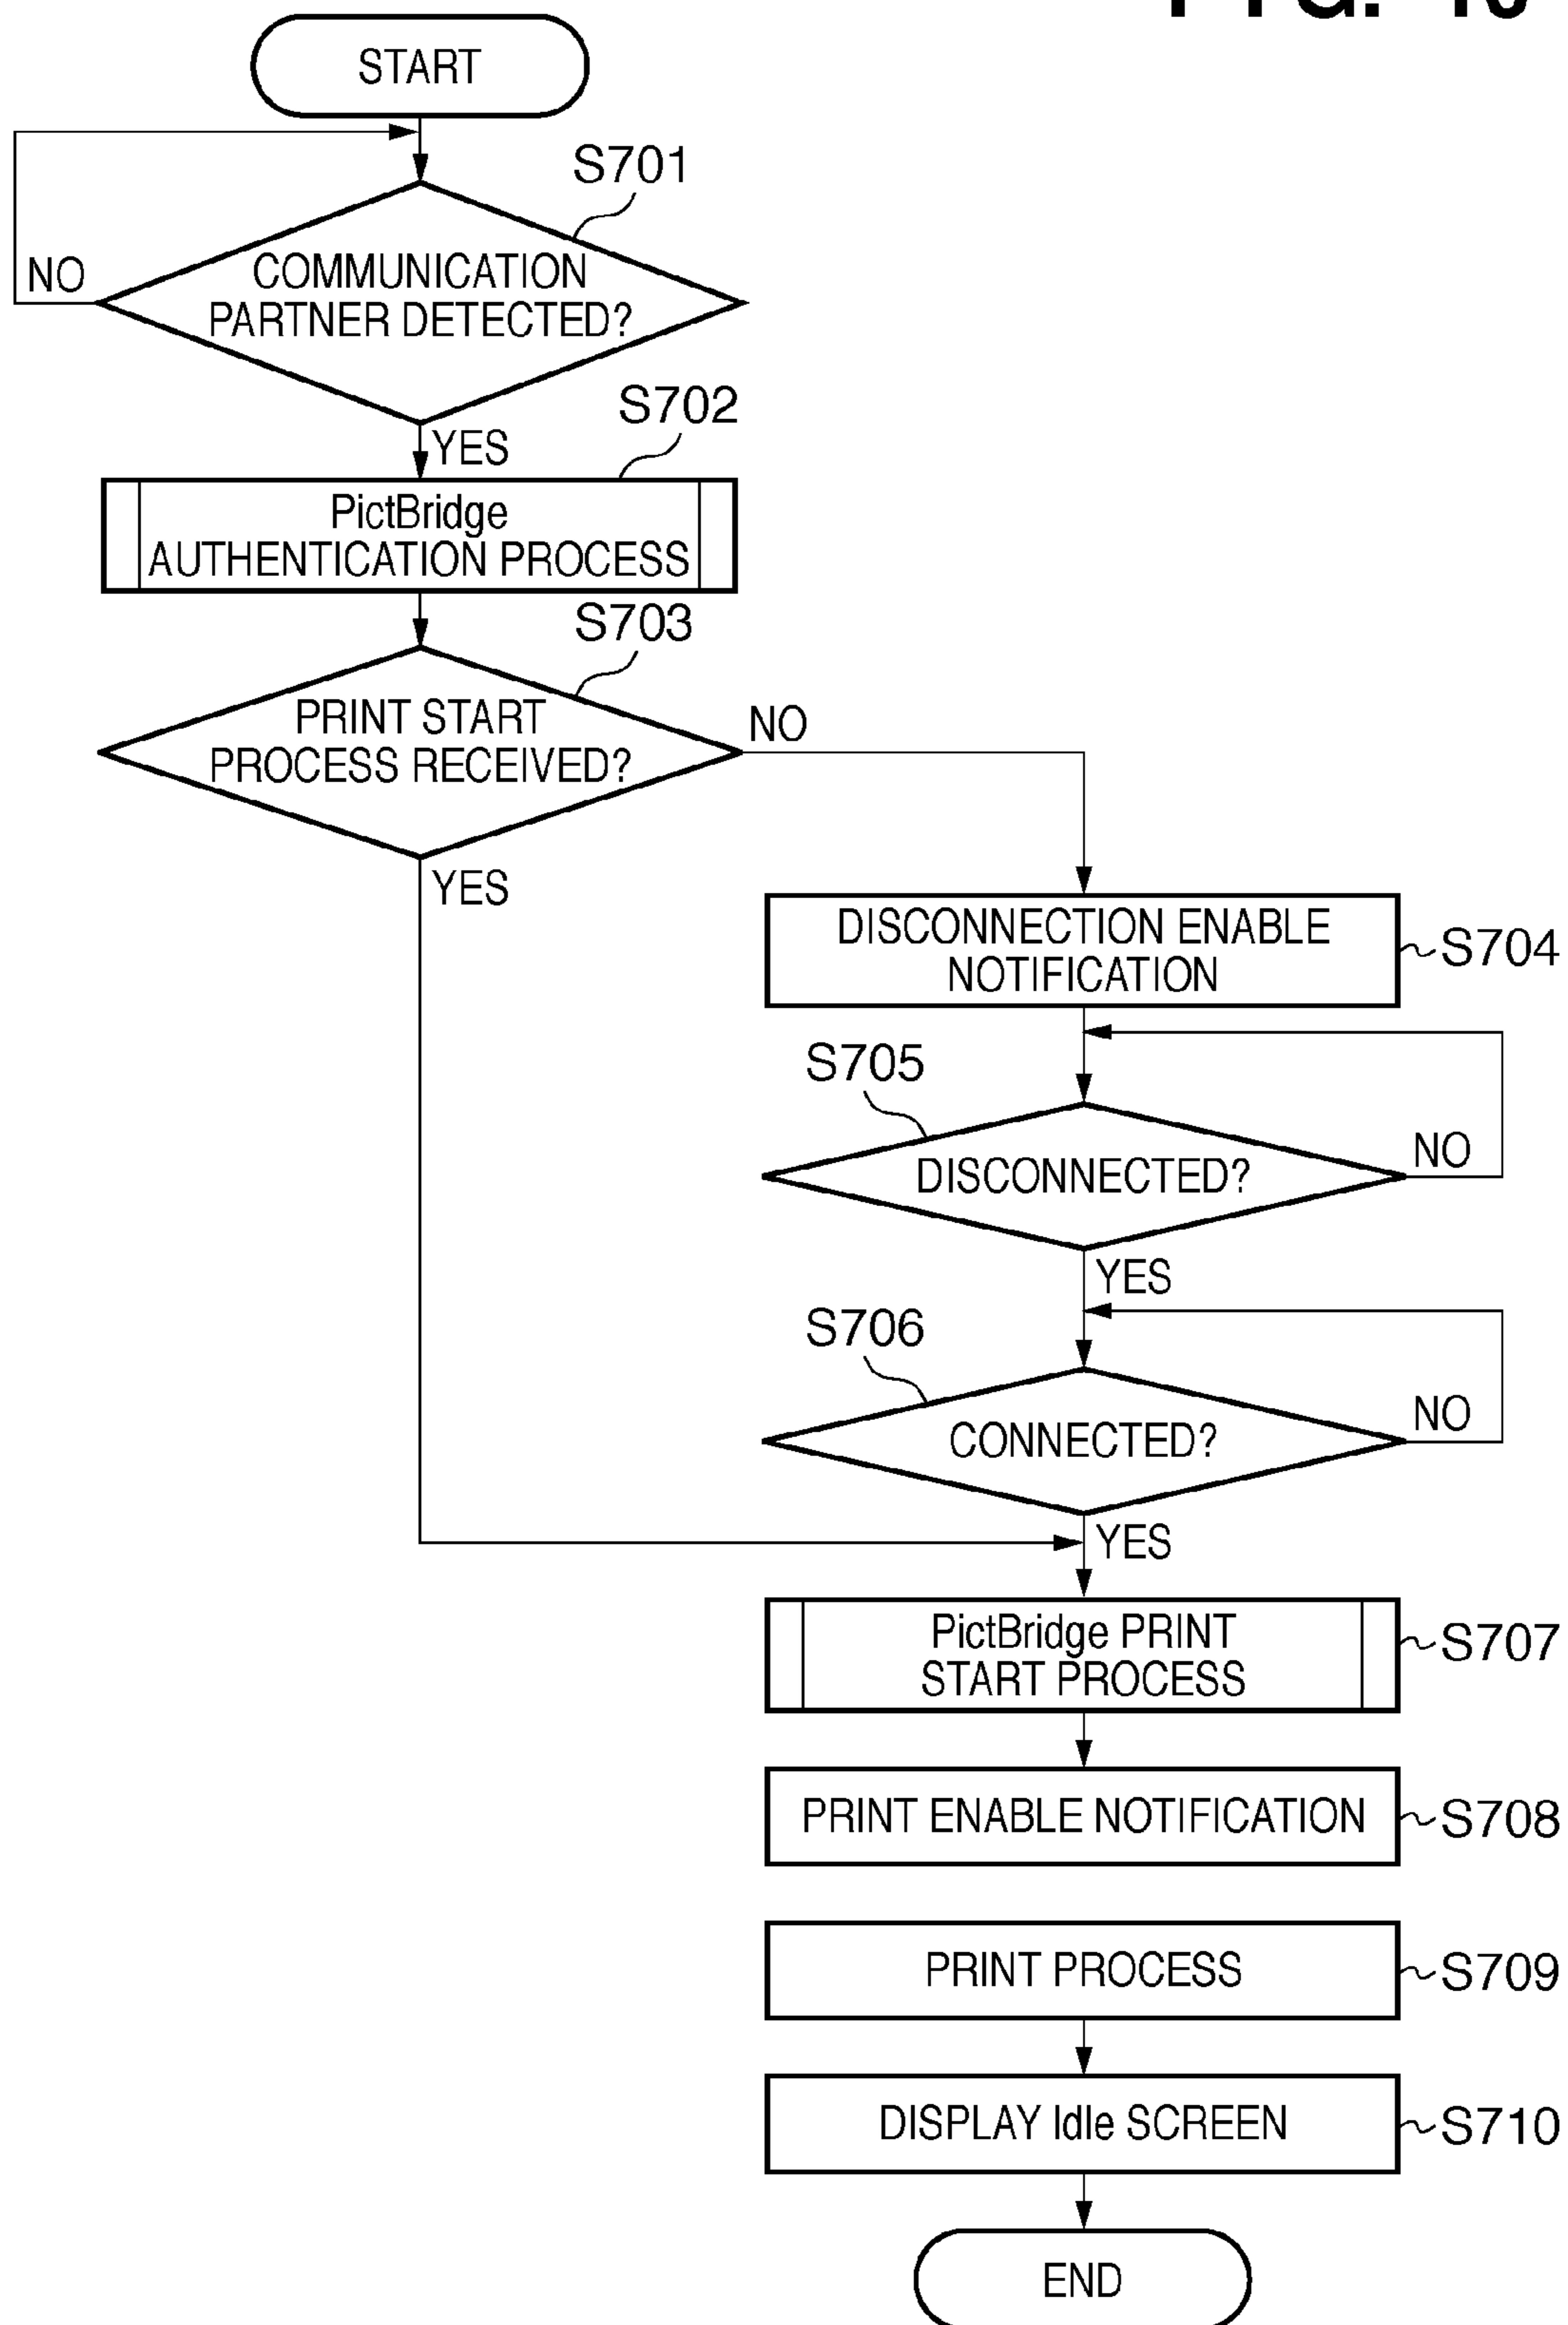 START
S701
NO
COMMUNICATION
PARTNER DETECTED?
S702
YES
PictBridge
AUTHENTICATION PROCESS
S703
PRINT START
PROCESS RECEIVED?
NO
YES
DISCONNECTION ENABLE
NOTIFICATION
S704
S705
DISCONNECTED?
NO
YES
S706
CONNECTED?
NO
YES
PictBridge PRINT
START PROCESS
S707
PRINT ENABLE NOTIFICATION
S708
PRINT PROCESS
S709
DISPLAY Idle SCREEN
S710
END